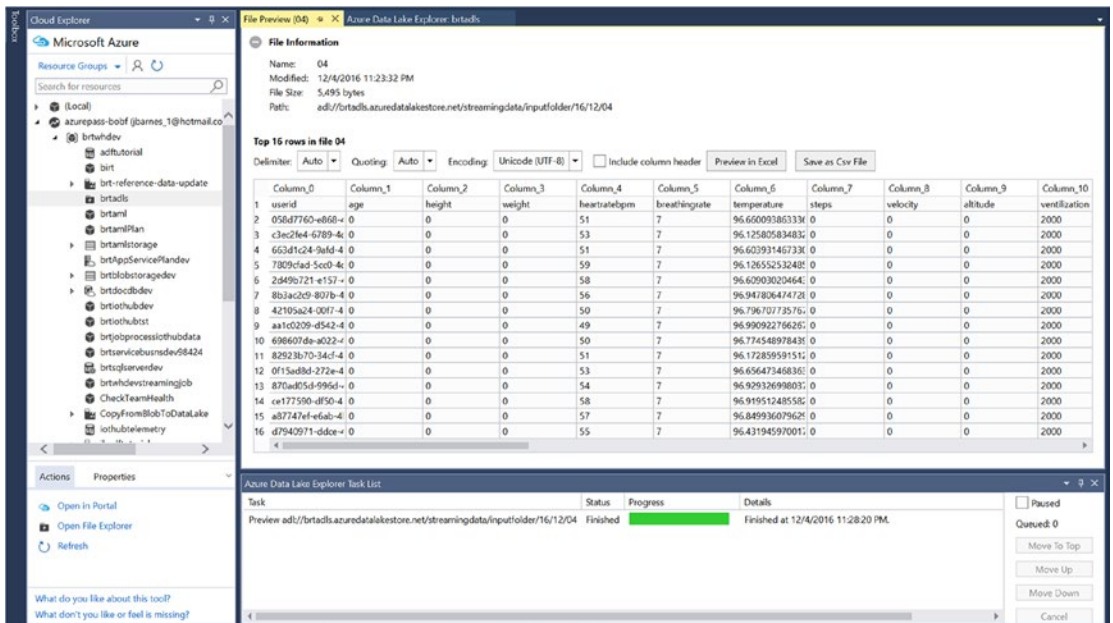 Toolbox
Cloud Explorer
Microsoft Azure
Resource Groups
Search for resources
(Local)
azurepass-bobf (jbarnes_1@hotmail.co
brtwhdev
adftutorial
birt
brt-reference-data-update
brtadls
brtaml
brtamlPlan
brtamlstorage
brtAppServicePlandev
brtblobstoragedev
brtdocdbdev
brtiothubdev
brtiothubtst
brtjobprocessiothubdata
brtservicebusnsdev98424
brtsqlserverdev
brtwhdevstreamingjob
CheckTeamHealth
CopyFromBlobToDataLake
iothubtelemetry
Actions Properties
Open in Portal
Open File Explorer
Refresh
What do you like about this tool?
What don't you like or feel is missing?
File Preview (04) Azure Data Lake Explorer: brtadls
File Information
Name: 04
Modified: 12/4/2016 11:23:32 PM
File Size: 5,495 bytes
Path: adl://brtadls.azuredatalakestore.net/streamingdata/inputfolder/16/12/04
Top 16 rows in file 04
Delimiter: Auto Quoting: Auto Encoding: Unicode (UTF-8) Include column header Preview in Excel Save as Csv File
Column_0 Column_1 Column_2 Column_3 Column_4 Column_5 Column_6 Column_7 Column_8 Column_9 Column_10
1 userid age height weight heartratebpm breathingrate temperature steps velocity altitude ventilization
2 058d7760-e868-4 0 0 0 51 7 96.6600938633 0 0 0 2000
3 c3ec2fe4-6789-4c 0 0 0 53 7 96.125805834832 0 0 0 2000
4 663d1c24-9afd-4 0 0 0 51 7 96.60393146733 0 0 0 2000
5 7809cfad-5cc0-4c 0 0 0 59 7 96.12655253248 0 0 0 2000
6 2d49b721-e157-4 0 0 0 58 7 96.60903020464 0 0 0 2000
7 8b3ac2c9-807b-4 0 0 0 56 7 96.94780647472 0 0 0 2000
8 42105a24-00f7-4 0 0 0 50 7 96.79670773576 0 0 0 2000
9 aa1c0209-d542-4 0 0 0 49 7 96.99092276626 0 0 0 2000
10 698607da-a022-4 0 0 0 50 7 96.77454897843 0 0 0 2000
11 82923b70-34cf-4 0 0 0 51 7 96.17285959151 0 0 0 2000
12 0f15ad8d-272e-4 0 0 0 53 7 96.65647346836 0 0 0 2000
13 870ad05d-996d- 0 0 0 54 7 96.92932699803 0 0 0 2000
14 ce177590-df50-4 0 0 0 58 7 96.91951248558 0 0 0 2000
15 a87747ef-e6ab-4 0 0 0 57 7 96.84993607962 0 0 0 2000
16 d7940971-ddce-4 0 0 0 55 7 96.43194597001 0 0 0 2000
Azure Data Lake Explorer Task List
Task Status Progress Details
Preview adl://brtadls.azuredatalakestore.net/streamingdata/inputfolder/16/12/04 Finished Finished at 12/4/2016 11:28:20 PM.
Paused
Queued: 0
Move To Top
Move Up
Move Down
Cancel